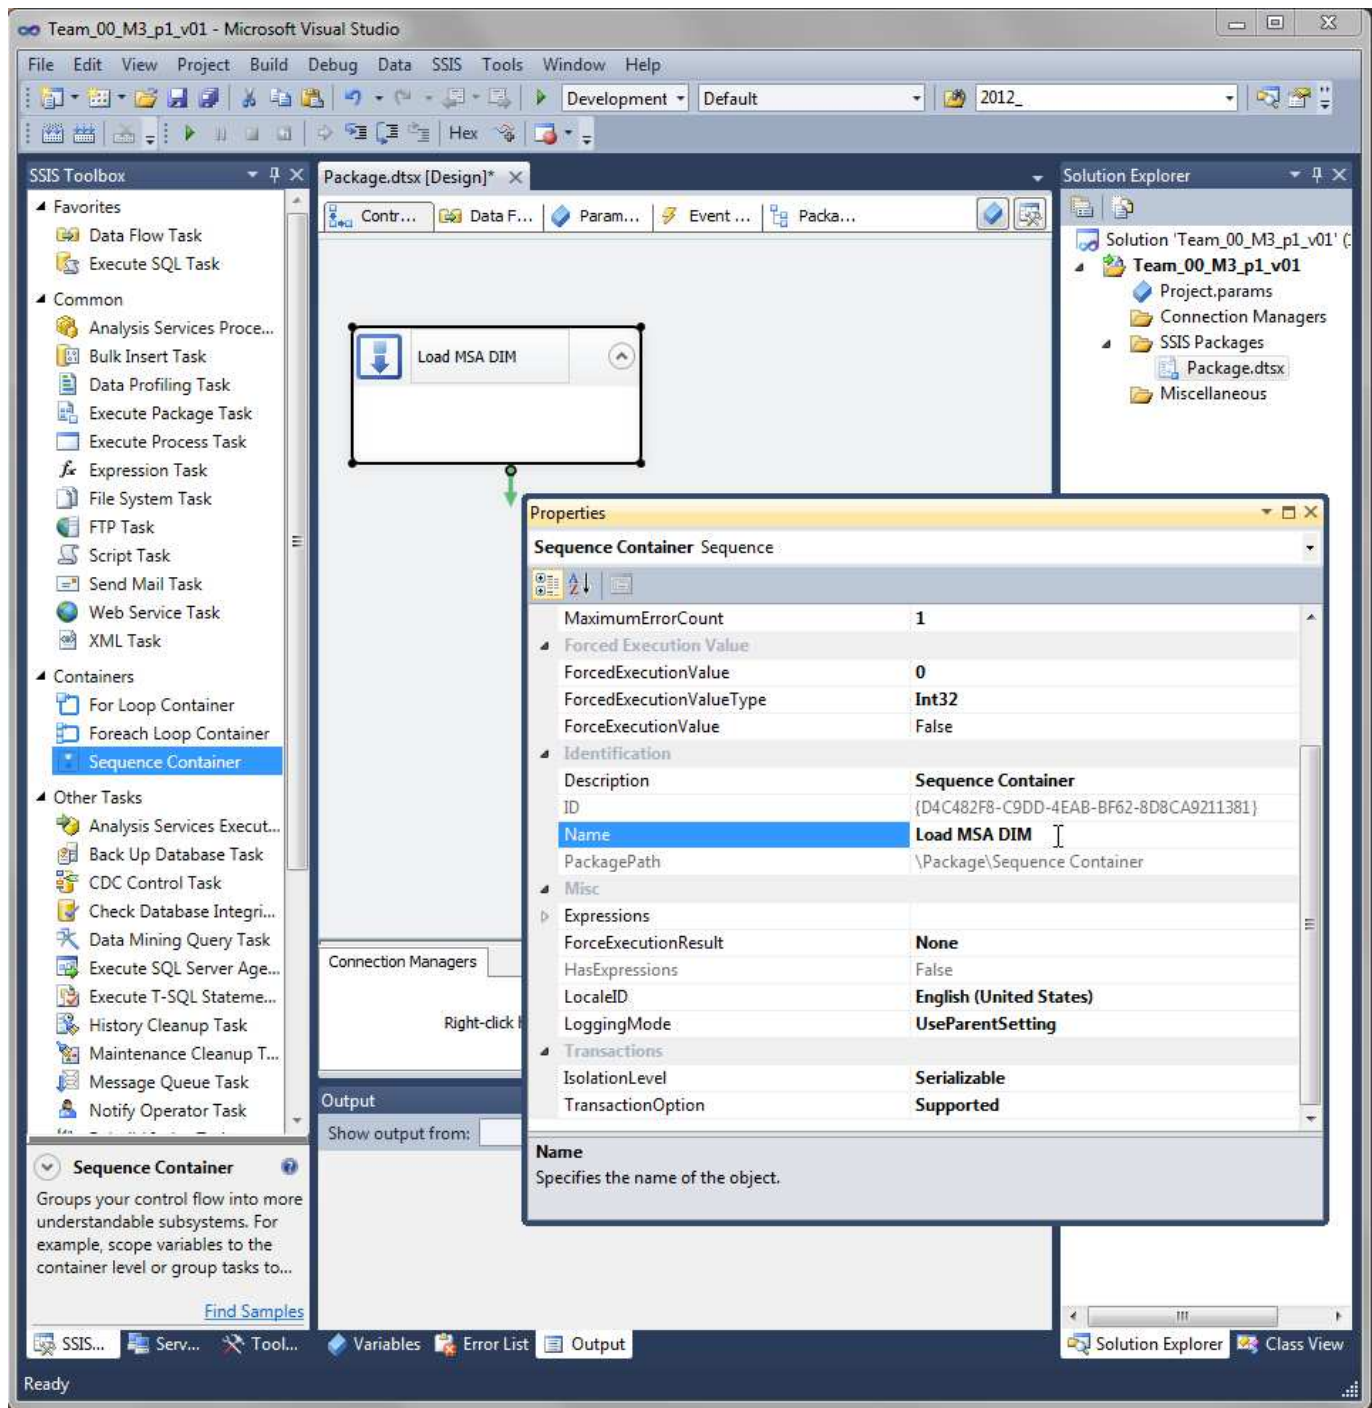 Team_00_M3_p1_v01 - Microsoft Visual Studio
File Edit View Project Build Debug Data SSIS Tools Window Help
Development Default 2012_
Hex
SSIS Toolbox
Favorites
Data Flow Task
Execute SQL Task
Common
Analysis Services Proce...
Bulk Insert Task
Data Profiling Task
Execute Package Task
Execute Process Task
Expression Task
File System Task
FTP Task
Script Task
Send Mail Task
Web Service Task
XML Task
Containers
For Loop Container
Foreach Loop Container
Sequence Container
Other Tasks
Analysis Services Execut...
Back Up Database Task
CDC Control Task
Check Database Integri...
Data Mining Query Task
Execute SQL Server Age...
Execute T-SQL Stateme...
History Cleanup Task
Maintenance Cleanup T...
Message Queue Task
Notify Operator Task
Sequence Container
Groups your control flow into more
understandable subsystems. For
example, scope variables to the
container level or group tasks to...
Find Samples
SSIS... Serv... Tool...
Package.dtsx [Design]*
Contr... Data F... Param... Event ... Packa...
Load MSA DIM
Connection Managers
Right-click
Output
Show output from:
Variables Error List Output
Properties
Sequence Container Sequence
MaximumErrorCount 1
Forced Execution Value
ForcedExecutionValue 0
ForcedExecutionValueType Int32
ForceExecutionValue False
Identification
Description Sequence Container
ID {D4C482F8-C9DD-4EAB-BF62-8D8CA9211381}
Name Load MSA DIM
PackagePath \Package\Sequence Container
Misc
Expressions
ForceExecutionResult None
HasExpressions False
LocaleID English (United States)
LoggingMode UseParentSetting
Transactions
IsolationLevel Serializable
TransactionOption Supported
Name
Specifies the name of the object.
Solution Explorer
Solution 'Team_00_M3_p1_v01' (
Team_00_M3_p1_v01
Project.params
Connection Managers
SSIS Packages
Package.dtsx
Miscellaneous
Solution Explorer Class View
Ready